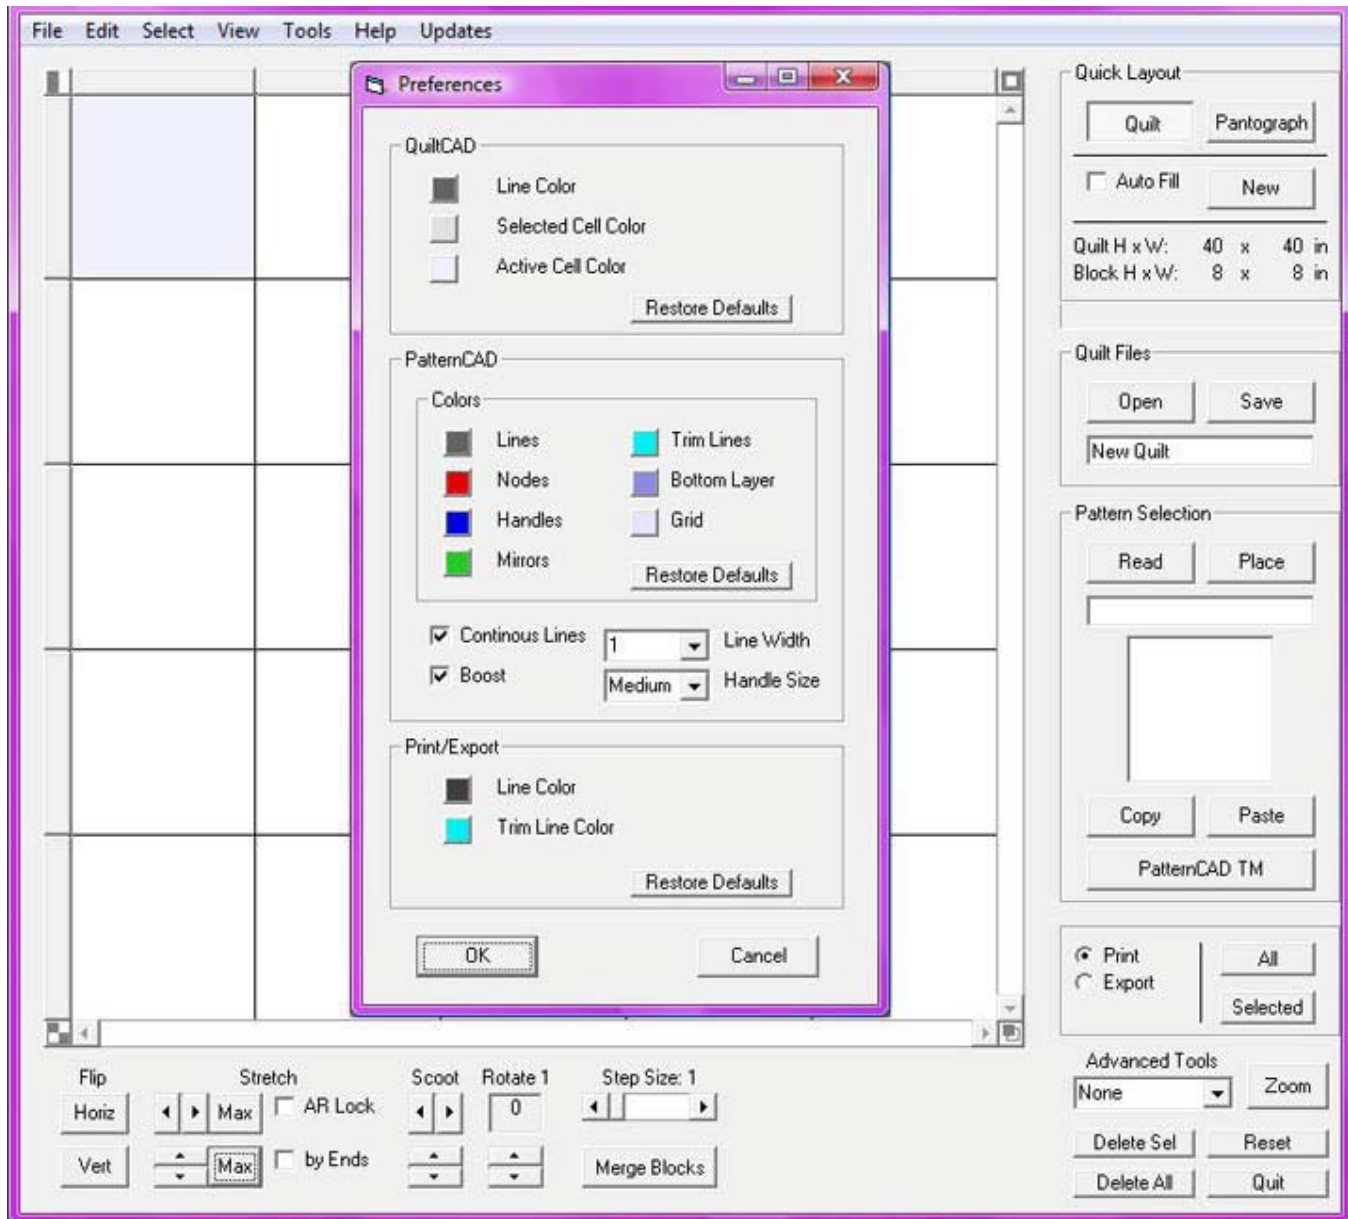 File Edit Select View Tools Help Updates
Preferences
QuiltCAD
Line Color
Selected Cell Color
Active Cell Color
Restore Defaults
PatternCAD
Colors
Lines Trim Lines
Nodes Bottom Layer
Handles Grid
Mirrors Restore Defaults
Continous Lines 1 Line Width
Boost Medium Handle Size
Print/Export
Line Color
Trim Line Color
Restore Defaults
OK Cancel
Quick Layout
Quilt Pantograph
Auto Fill New
Quilt H x W: 40 x 40 in
Block H x W: 8 x 8 in
Quilt Files
Open Save
New Quilt
Pattern Selection
Read Place
Copy Paste
PatternCAD TM
Print All
Export Selected
Advanced Tools
None Zoom
Delete Sel Reset
Delete All Quit
Flip Stretch Scoot Rotate 1 Step Size: 1
Horiz Max AR Lock 0
Vert Max by Ends Merge Blocks